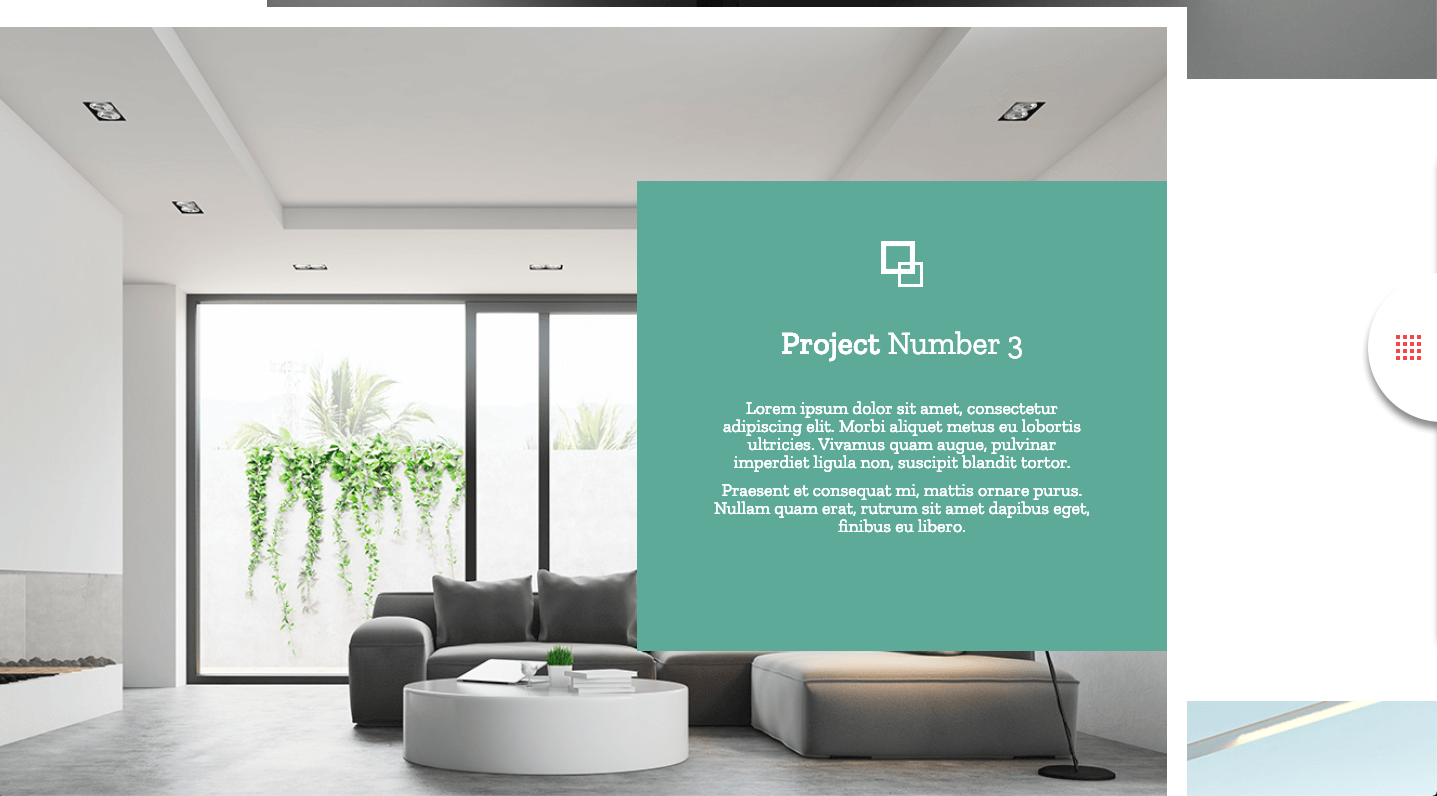 Project Number 3
Lorem ipsum dolor sit amet, consectetur
adipiscing elit. Morbi aliquet metus eu lobortis
ultricies. Vivamus quam augue, pulvinar
imperdiet ligula non, suscipit blandit tortor.
Praesent et consequat mi, mattis ornare purus.
Nullam quam erat, rutrum sit amet dapibus eget,
finibus eu libero.